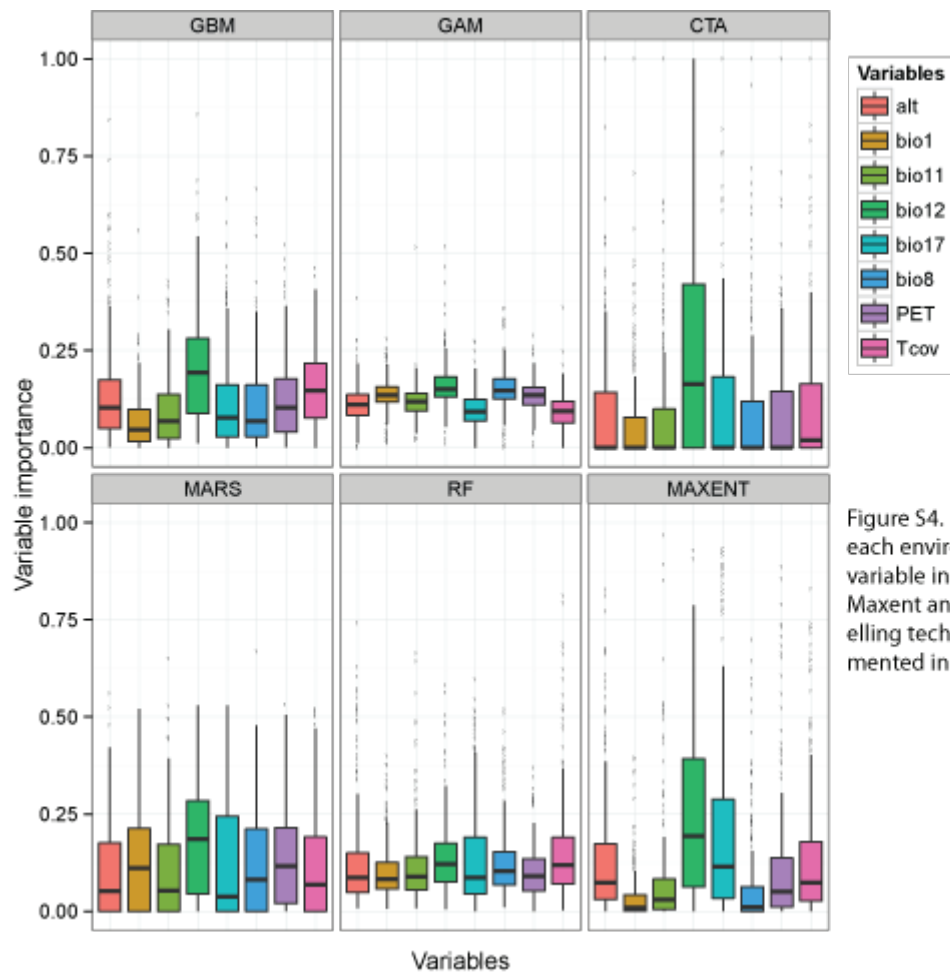 GBM
GAM
CTA
1.00
0.75
0.50
0.25
0.00
MARS
RF
MAXENT
1.00
0.75
0.50
0.25
0.00
Variable importance
Variables
Variables
alt
bio1
bio11
bio12
bio17
bio8
PET
Tcov
Figure S4.
each envir
variable in
Maxent an
elling tech
mented in